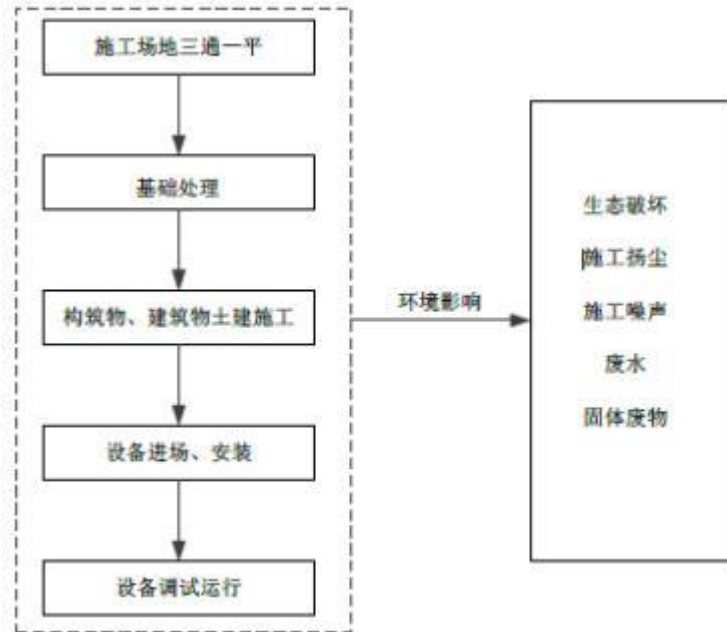 施工场地三通一平
基础处理
构筑物、建筑物土建施工
设备进场、安装
设备调试运行
环境影响
生态破坏
施工扬尘
施工噪声
废水
固体废物